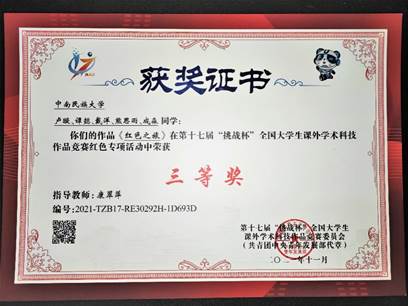 获奖证书
中南民族大学
卢璇、谭懿、戴洋、熊思雨、成淼 同学:
你们的作品《红色之旅》在第十七届“挑战杯”全国大学生课外学术科技
作品竞赛红色专项活动中荣获
三等奖
指导教师:康翠萍
编号:2021-TZB17-RE30292H-1D693D
第十七届“挑战杯”全国大学生
课外学术科技作品竞赛组委会
(共青团中央青年发展部代章)
二〇二一年十一月